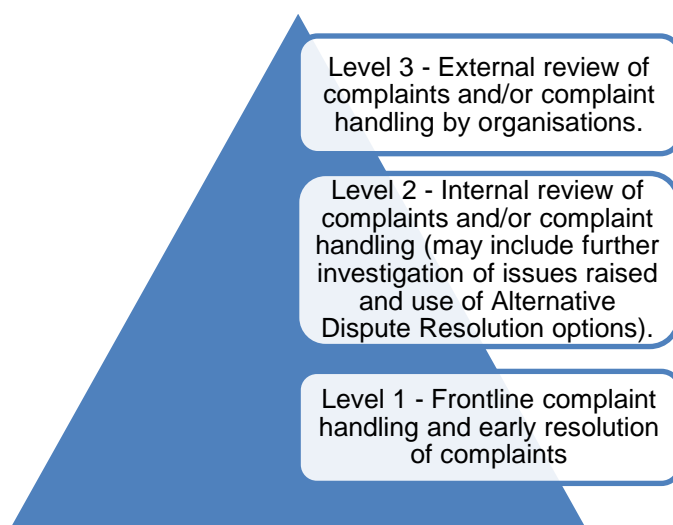 Level 3 - External review of
complaints and/or complaint
handling by organisations.
Level 2 - Internal review of
complaints and/or complaint
handling (may include further
investigation of issues raised
and use of Alternative
Dispute Resolution options).
Level 1 - Frontline complaint
handling and early resolution
of complaints